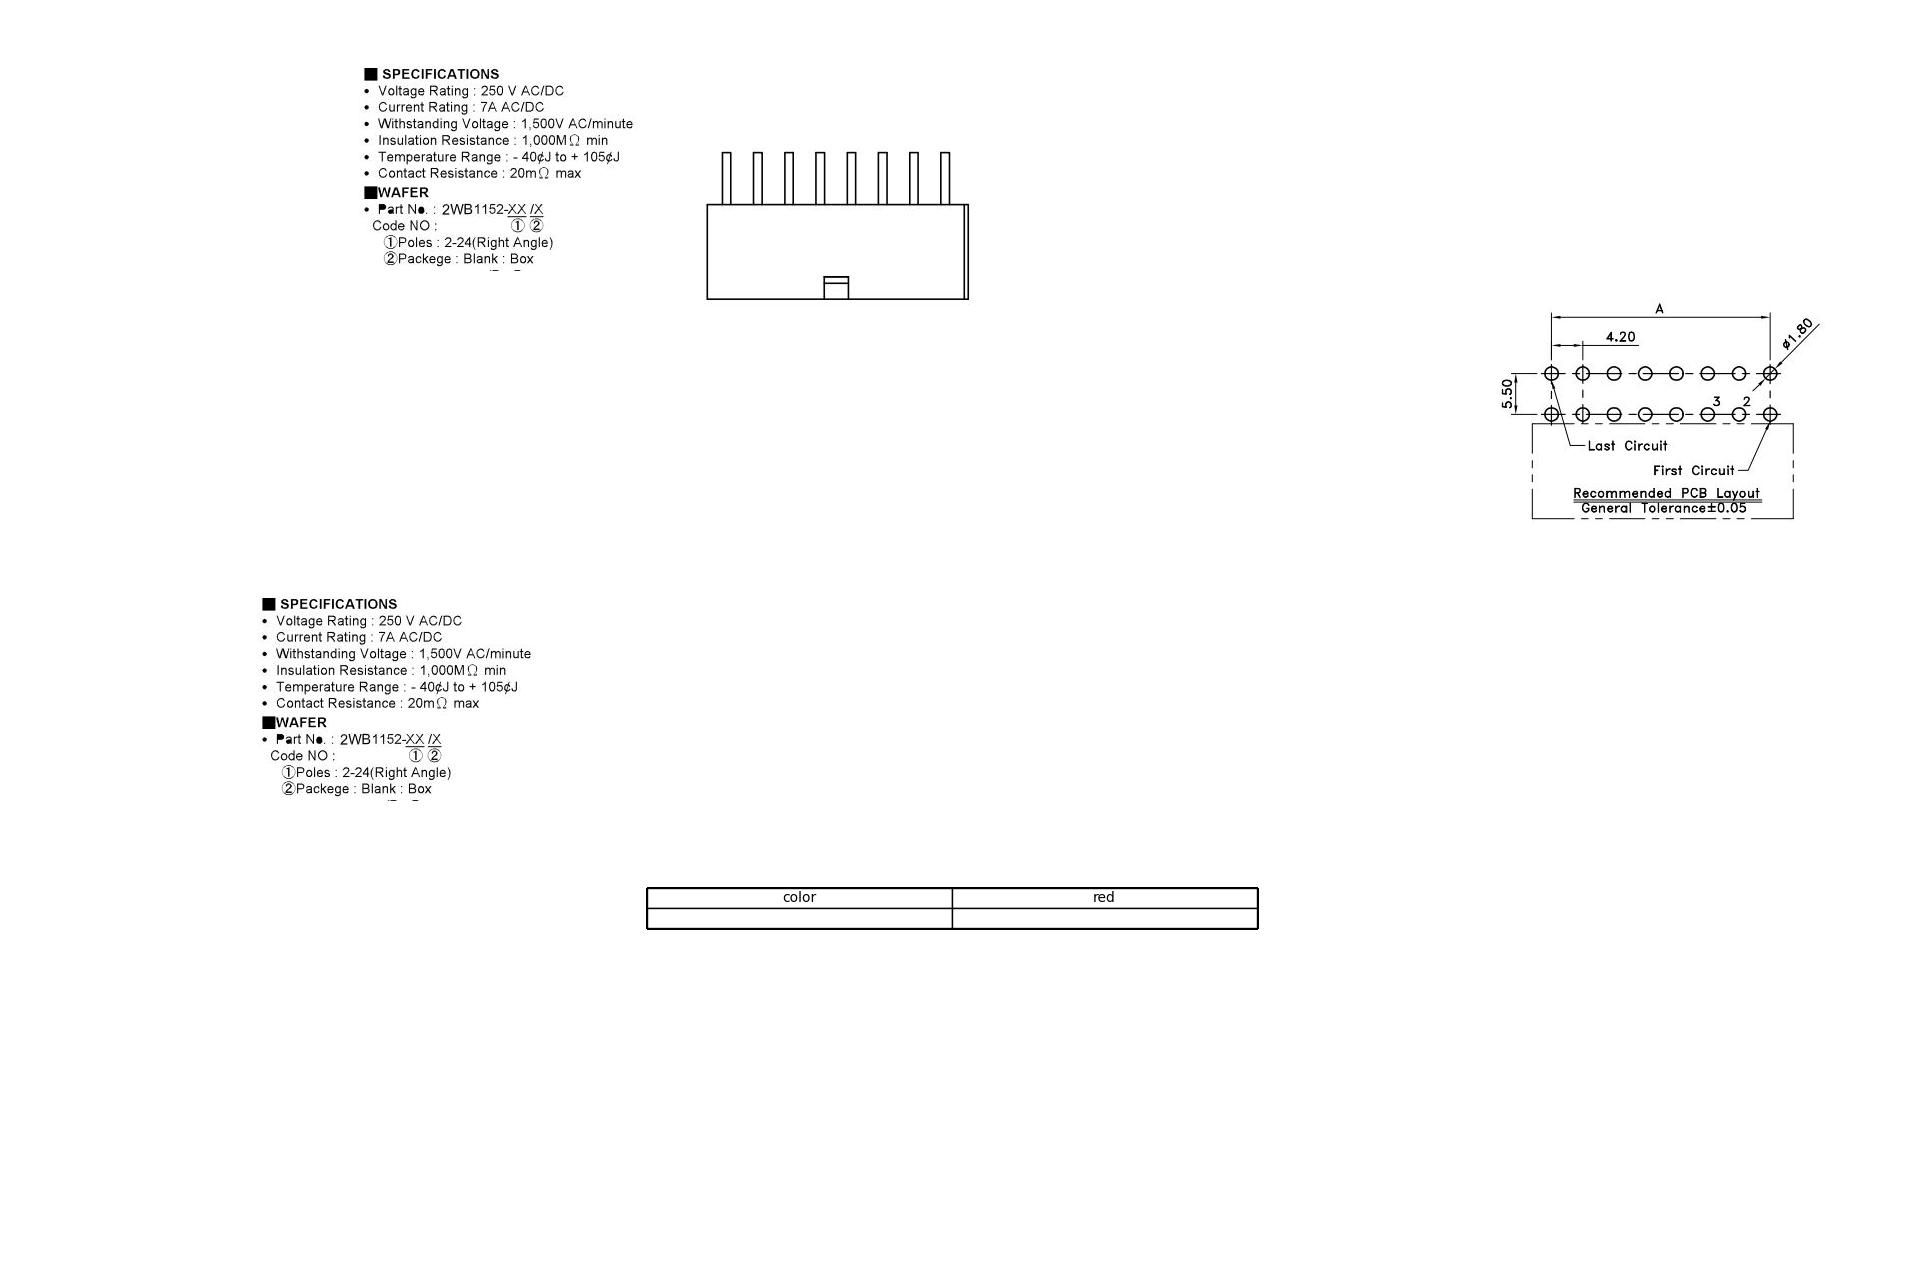 ■ SPECIFICATIONS
• Voltage Rating : 250 V AC/DC
• Current Rating : 7A AC/DC
• Withstanding Voltage : 1,500V AC/minute
• Insulation Resistance : 1,000MΩ min
• Temperature Range : - 40¢J to + 105¢J
• Contact Resistance : 20mΩ max
■WAFER
• Part No. : 2WB1152-XX /X
Code NO : ① ②
①Poles : 2-24(Right Angle)
②Packege : Blank : Box
A
4.20
ø1.80
5.50
3 2
Last Circuit
First Circuit
Recommended PCB Layout
General Tolerance±0.05
■ SPECIFICATIONS
• Voltage Rating : 250 V AC/DC
• Current Rating : 7A AC/DC
• Withstanding Voltage : 1,500V AC/minute
• Insulation Resistance : 1,000MΩ min
• Temperature Range : - 40¢J to + 105¢J
• Contact Resistance : 20mΩ max
■WAFER
• Part No. : 2WB1152-XX /X
Code NO : ① ②
①Poles : 2-24(Right Angle)
②Packege : Blank : Box
color red